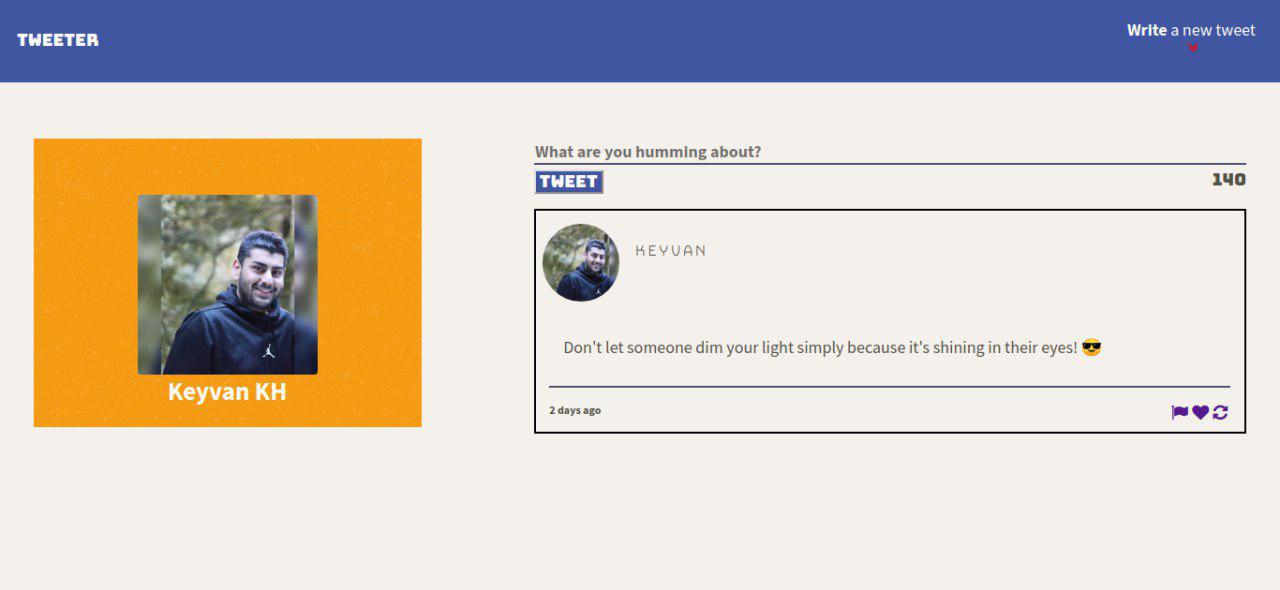 TWEETER
Write a new tweet
Keyvan KH
What are you humming about?
TWEET
140
KEYVAN
Don't let someone dim your light simply because it's shining in their eyes! 😎
2 days ago